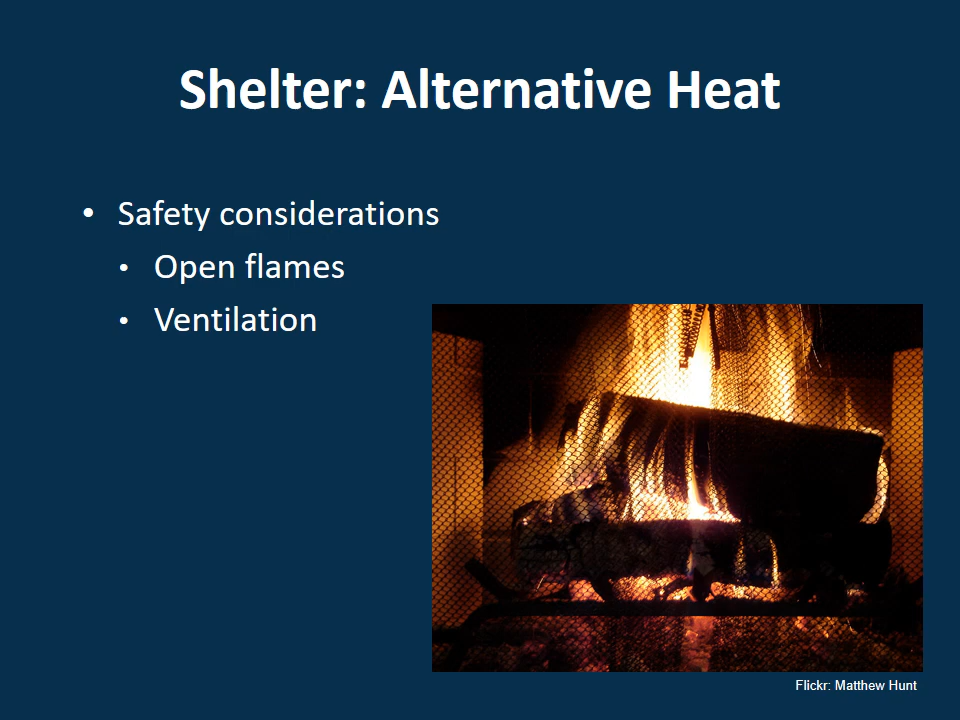 Shelter: Alternative Heat
• Safety considerations
• Open flames
• Ventilation
Flickr: Matthew Hunt